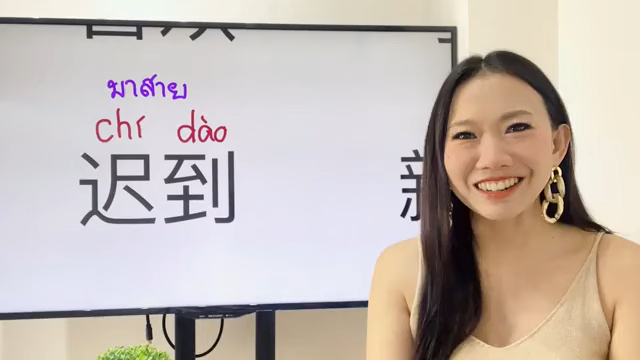 มาสาย
chí dào
迟到